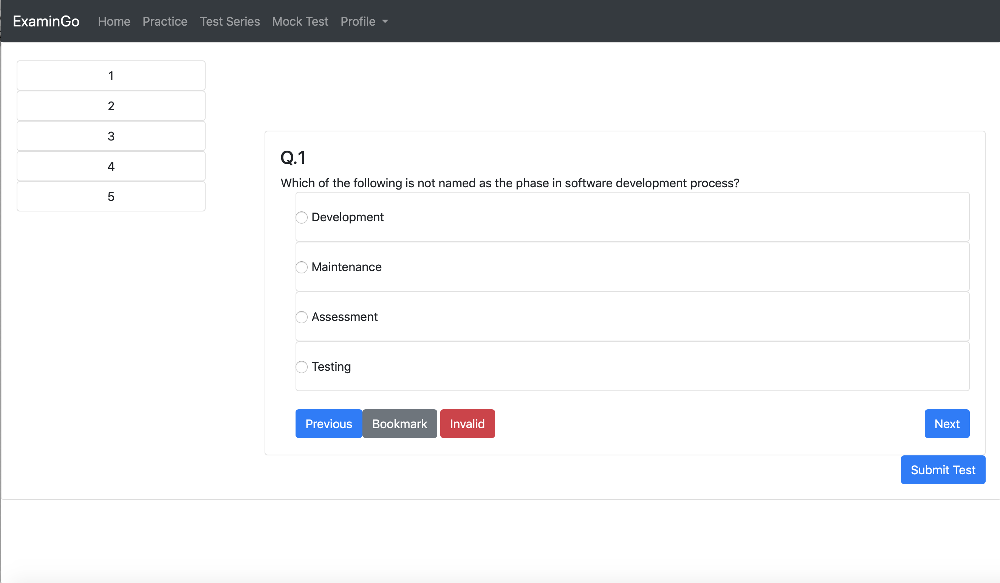 ExaminGo Home Practice Test Series Mock Test Profile
1
2
3
4
5
Q.1
Which of the following is not named as the phase in software development process?
Development
Maintenance
Assessment
Testing
Previous Bookmark Invalid Next
Submit Test